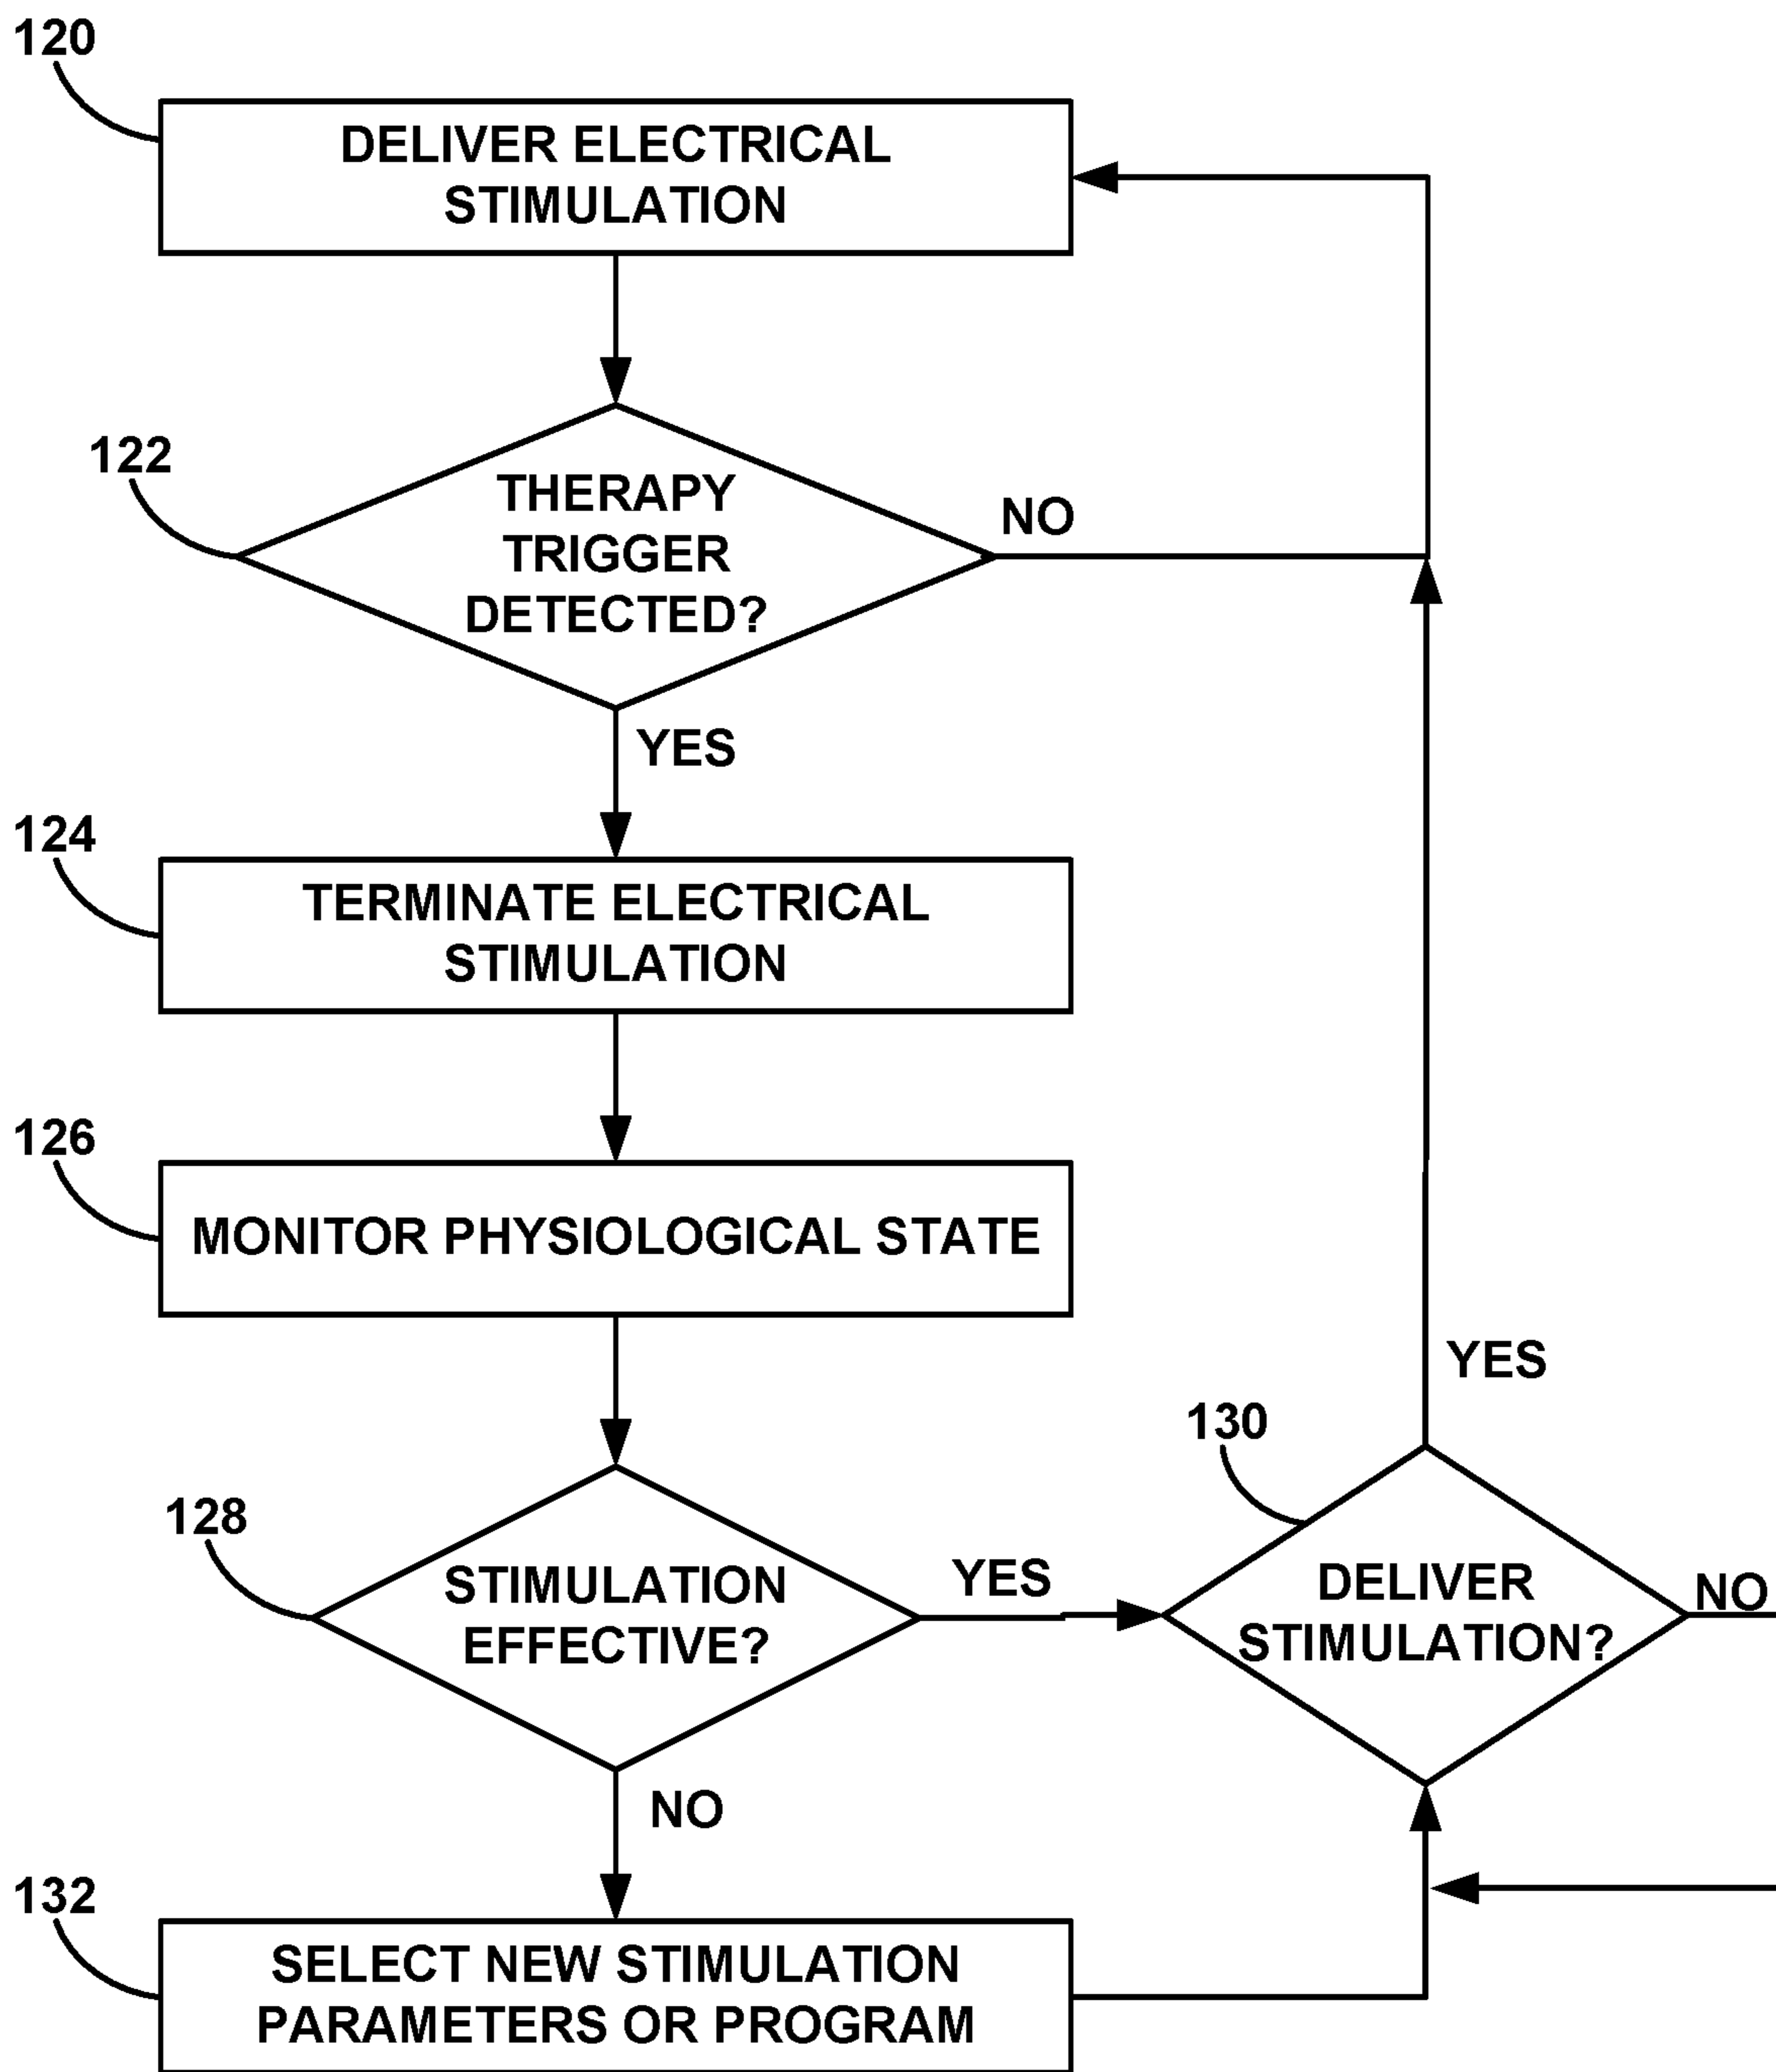 120
DELIVER ELECTRICAL
STIMULATION
122
THERAPY
TRIGGER
DETECTED?
NO
YES
124
TERMINATE ELECTRICAL
STIMULATION
126
MONITOR PHYSIOLOGICAL STATE
YES
130
128
STIMULATION
EFFECTIVE?
YES
DELIVER
STIMULATION?
NO
NO
132
SELECT NEW STIMULATION
PARAMETERS OR PROGRAM